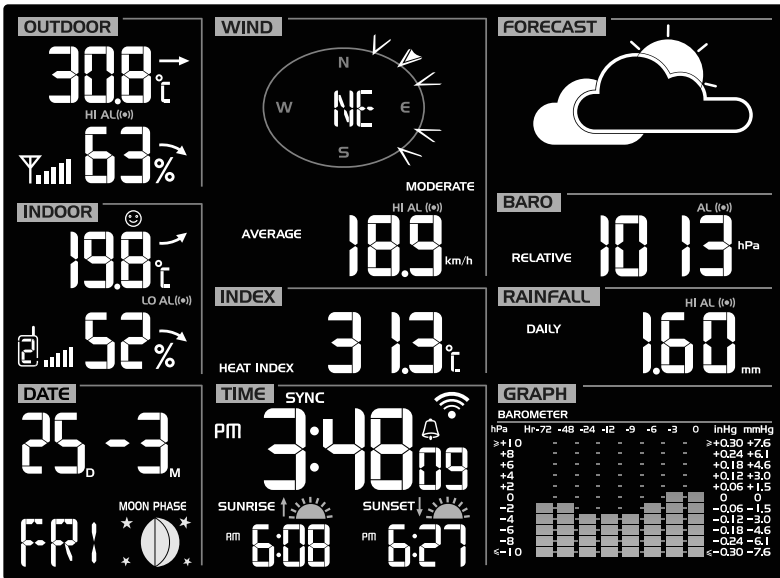 OUTDOOR
30.8 °C
HI AL((•))
63%
INDOOR
19.8 °C
LO AL((•))
2 52%
DATE
25 D - 3 M
MOON PHASE
FRI
WIND
N
W NE E
S
MODERATE
HI AL ((•))
AVERAGE 18.9 km/h
INDEX
HEAT INDEX 31.3 °C
TIME SYNC
PM 3:48 09
SUNRISE SUNSET
AM 6:08 PM 6:27
FORECAST
BARO AL ((•))
RELATIVE 1013 hPa
RAINFALL HI AL ((•))
DAILY 1.60 mm
GRAPH
BAROMETER
hPa Hr-72 -48 -24 -12 -9 -6 -3 0 inHg mmHg
≥+10 ≥+0.30 +7.6
+8 +0.24 +6.1
+6 +0.18 +4.6
+4 +0.12 +3.0
+2 +0.06 +1.5
0 0 0
-2 -0.06 -1.5
-4 -0.12 -3.0
-6 -0.18 -4.6
-8 -0.24 -6.1
≤-10 ≤-0.30 -7.6